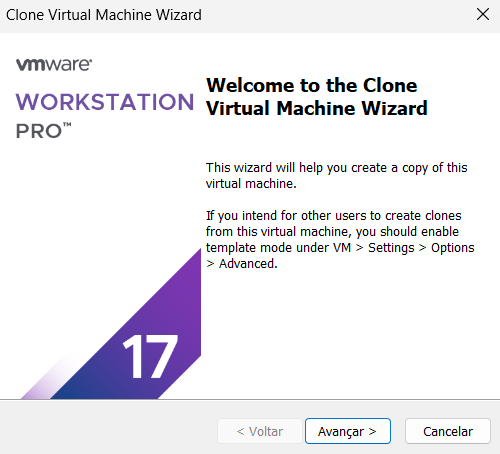 Clone Virtual Machine Wizard
vmware®
WORKSTATION
PRO™
17
Welcome to the Clone
Virtual Machine Wizard
This wizard will help you create a copy of this
virtual machine.
If you intend for other users to create clones
from this virtual machine, you should enable
template mode under VM > Settings > Options
> Advanced.
< Voltar
Avançar >
Cancelar